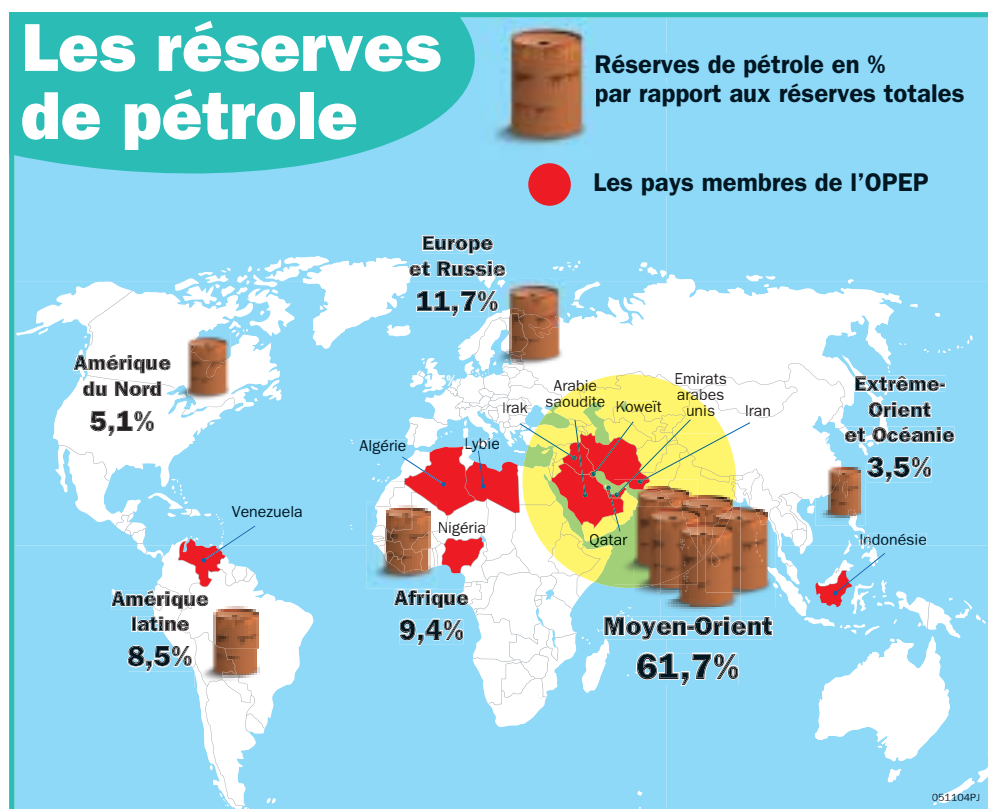 Les réserves
de pétrole
Réserves de pétrole en %
par rapport aux réserves totales
Les pays membres de l'OPEP
Europe
et Russie
11,7%
Amérique
du Nord
5,1%
Arabie
saoudite
Emirats
arabes
unis
Irak
Koweït
Iran
Extrême-
Orient
et Océanie
3,5%
Algérie
Lybie
Venezuela
Nigéria
Qatar
Indonésie
Amérique
latine
8,5%
Afrique
9,4%
Moyen-Orient
61,7%
051104PJ